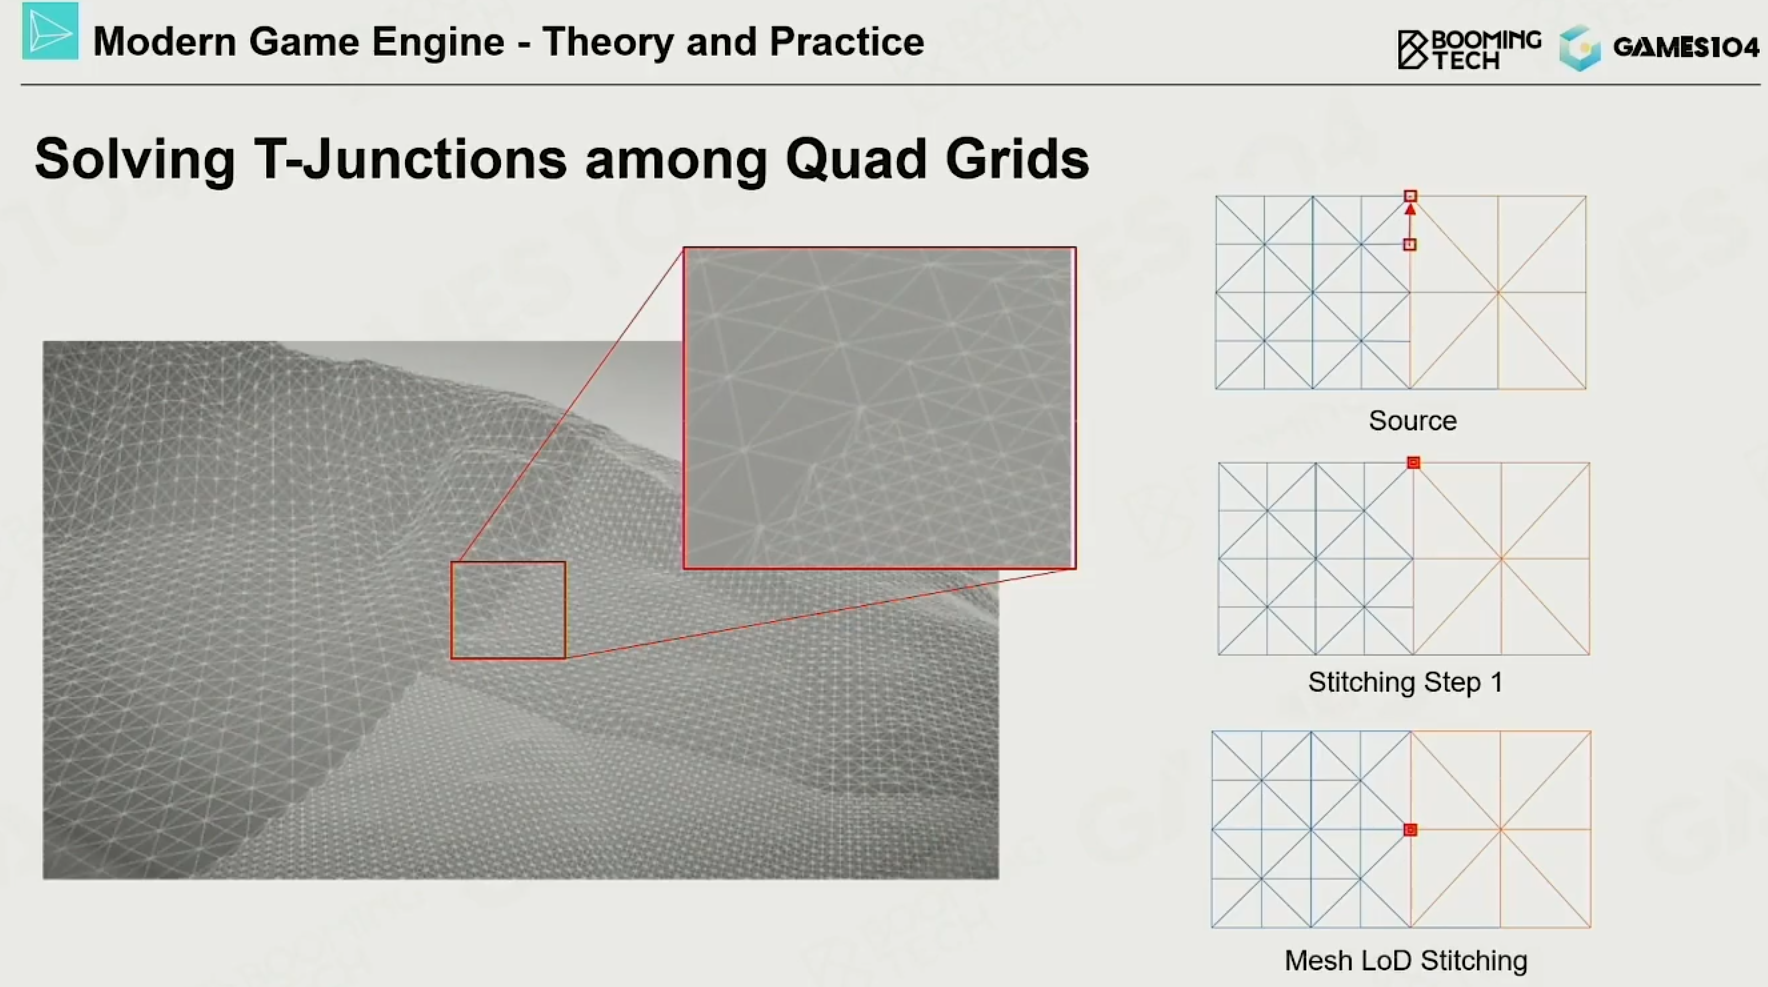 Modern Game Engine - Theory and Practice
BOOMING
TECH
GAMES104
Solving T-Junctions among Quad Grids
Source
Stitching Step 1
Mesh LoD Stitching